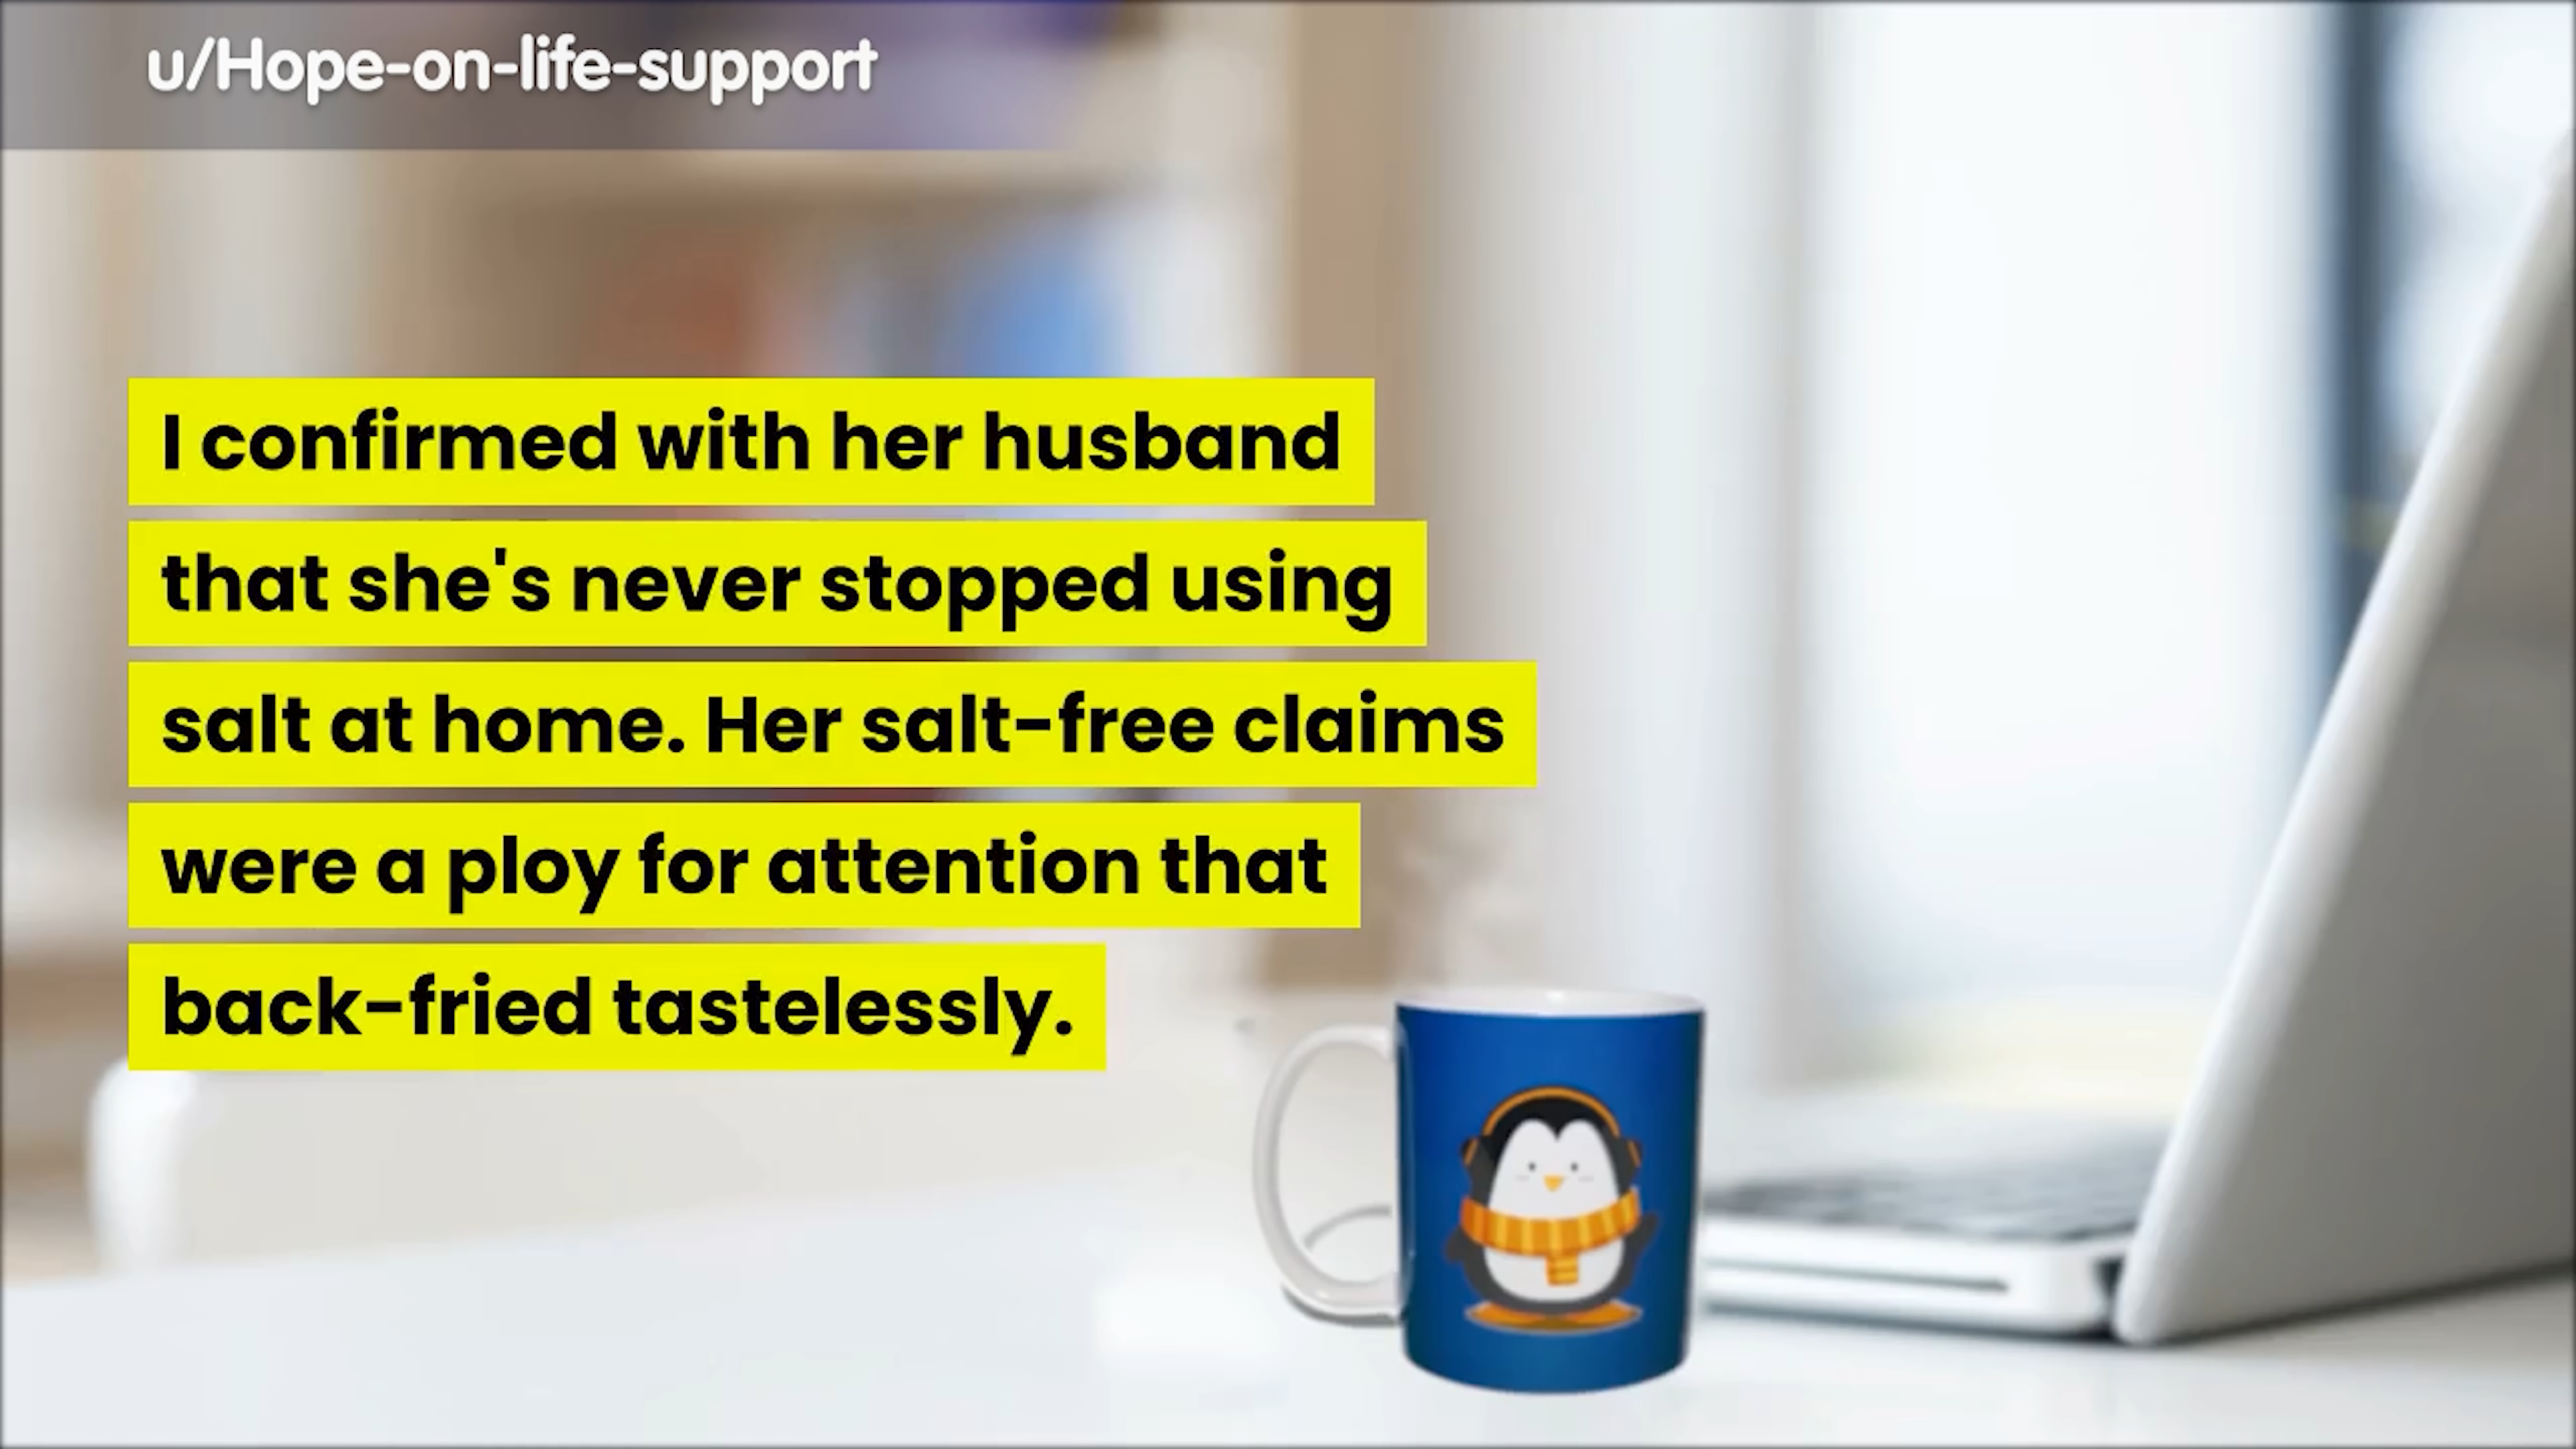 u/Hope-on-life-support
I confirmed with her husband
that she's never stopped using
salt at home. Her salt-free claims
were a ploy for attention that
back-fried tastelessly.